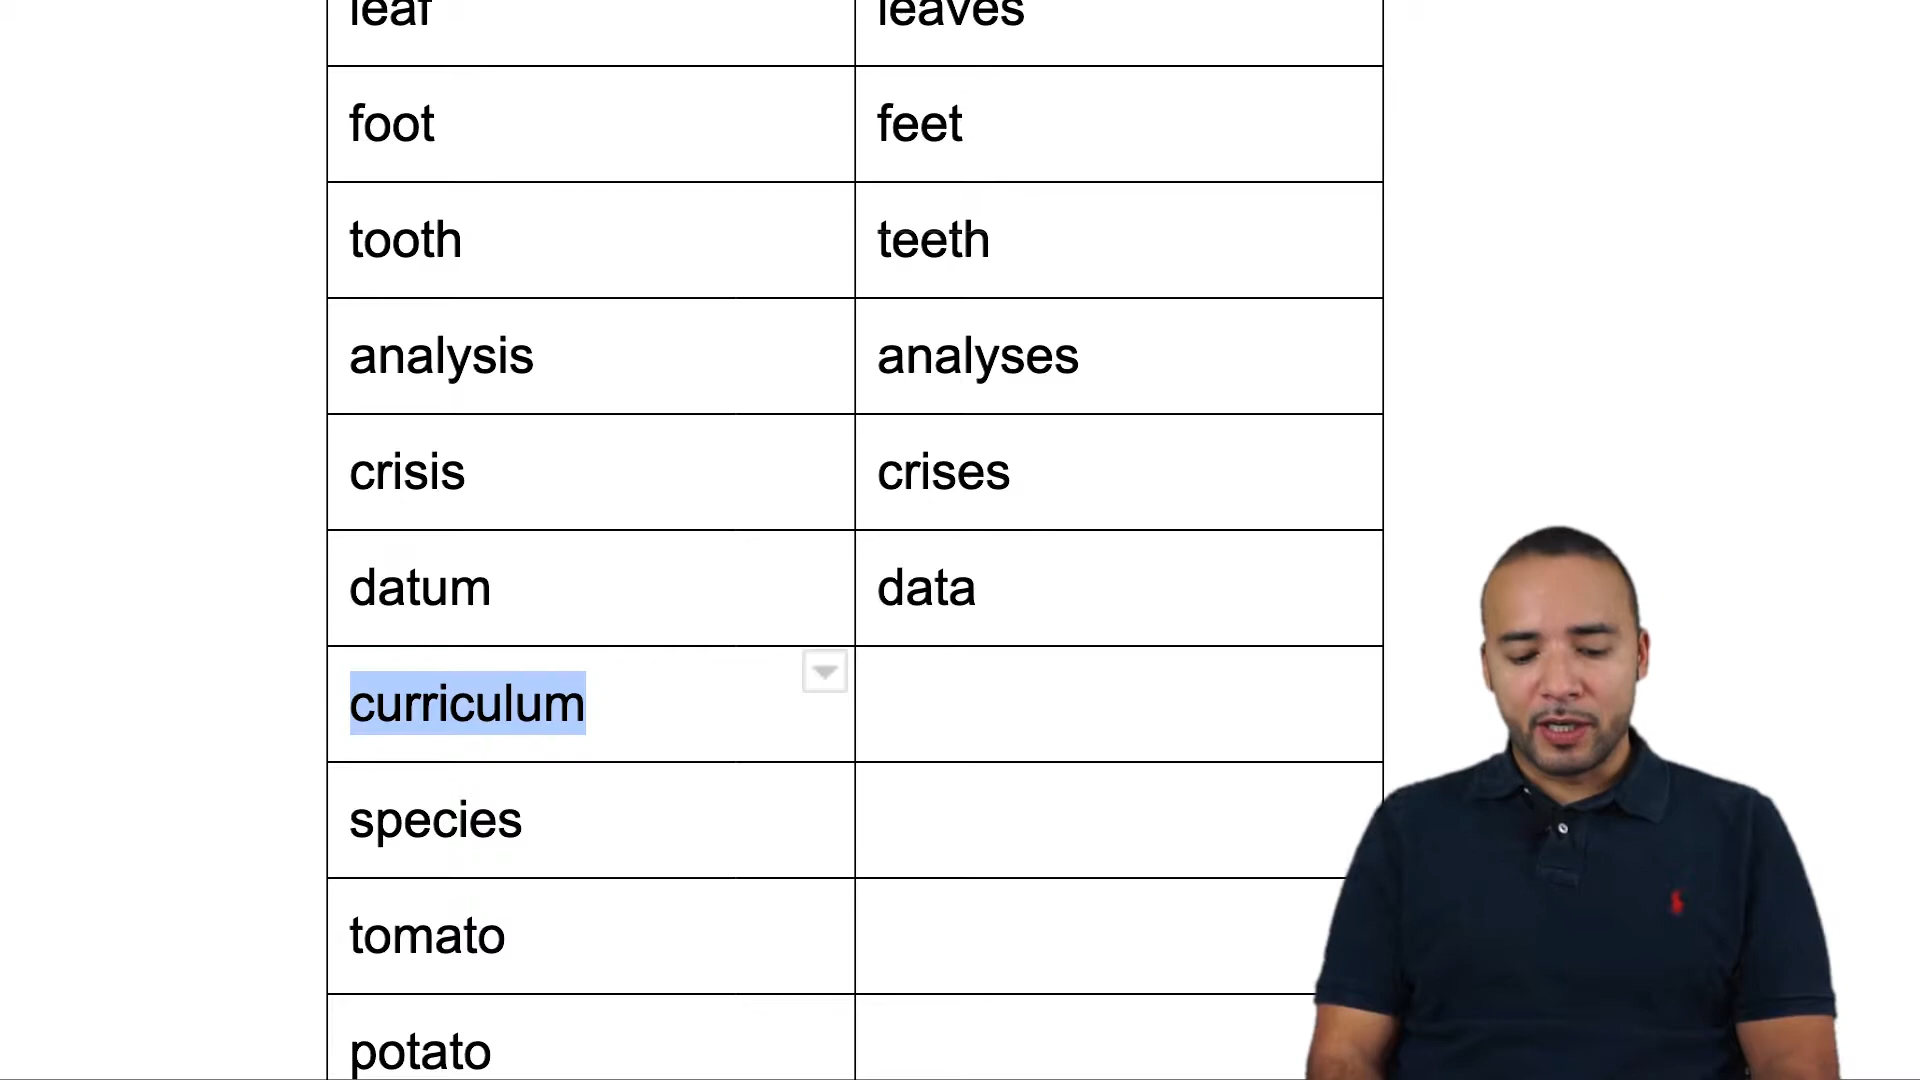 leaf leaves
foot feet
tooth teeth
analysis analyses
crisis crises
datum data
curriculum
species
tomato
potato